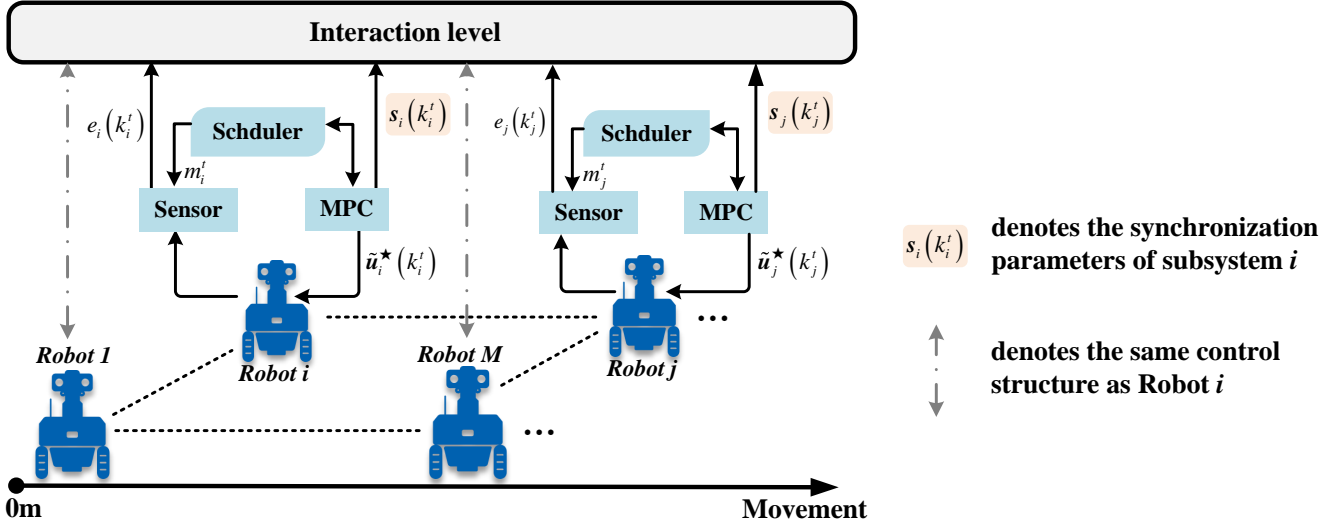 Interaction level
e_i(k_i^t)
Schduler
s_i(k_i^t)
m_i^t
Sensor
MPC
ũ_i^★(k_i^t)
e_j(k_j^t)
Schduler
s_j(k_j^t)
m_j^t
Sensor
MPC
ũ_j^★(k_j^t)
s_i(k_i^t)
denotes the synchronization
parameters of subsystem i
Robot 1
Robot i
Robot M
Robot j
...
...
denotes the same control
structure as Robot i
0m
Movement